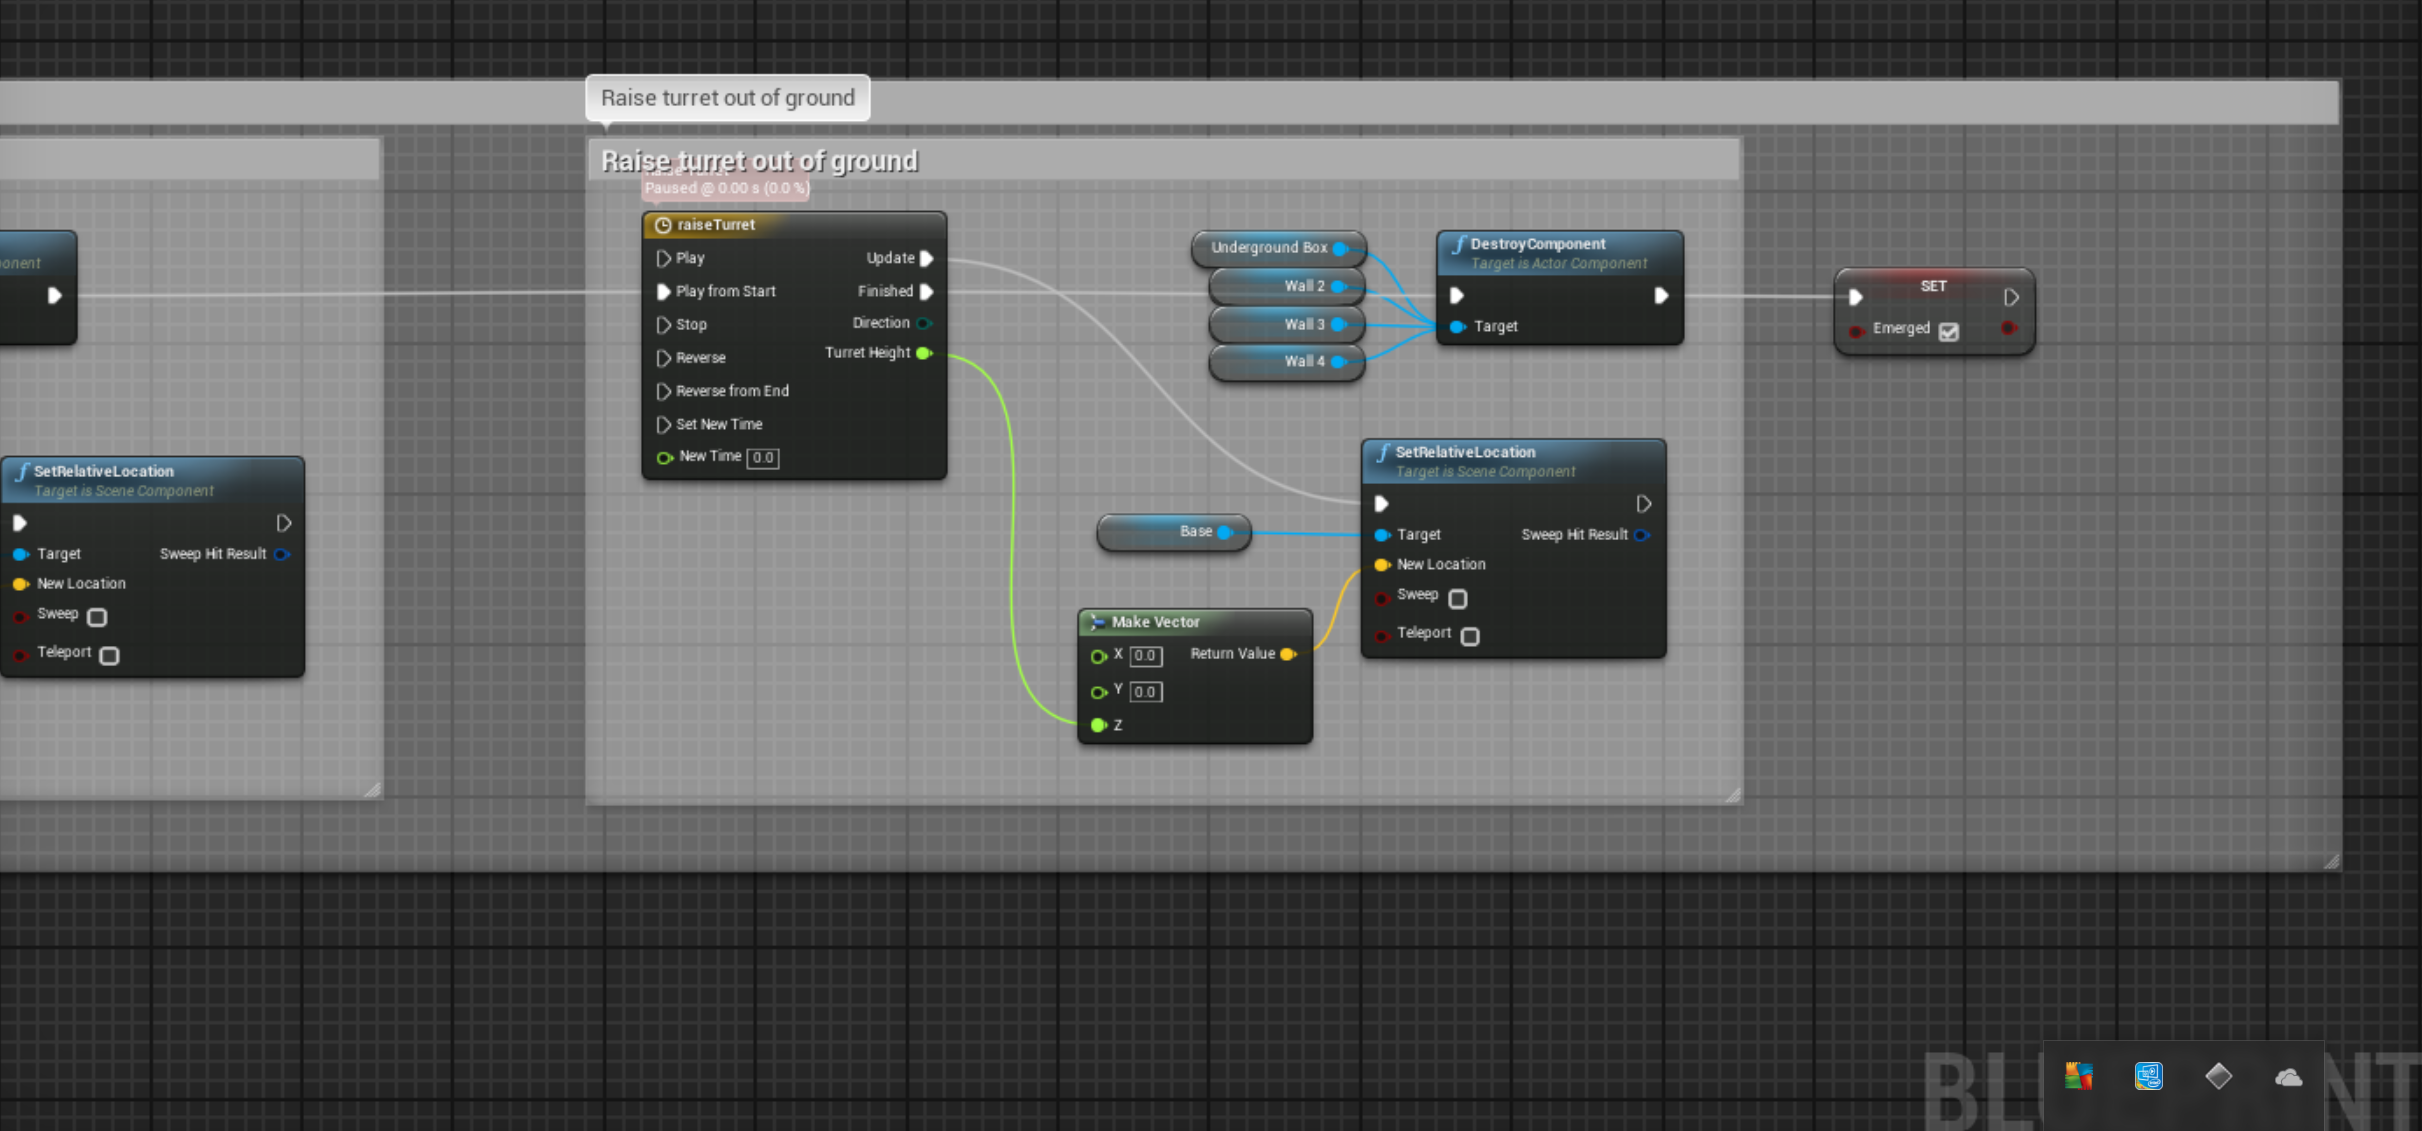 Raise turret out of ground
Raise turret out of ground
Raise Turret
Paused @ 0.00 s (0.0 %)
raiseTurret
Play
Update
Play from Start
Finished
Stop
Direction
Reverse
Turret Height
Reverse from End
Set New Time
New Time 0.0
Underground Box
Wall 2
Wall 3
Wall 4
DestroyComponent
Target is Actor Component
Target
SET
Emerged
onent
SetRelativeLocation
Target is Scene Component
Target
Sweep Hit Result
New Location
Sweep
Teleport
Base
Make Vector
X 0.0
Return Value
Y 0.0
Z
SetRelativeLocation
Target is Scene Component
Target
Sweep Hit Result
New Location
Sweep
Teleport